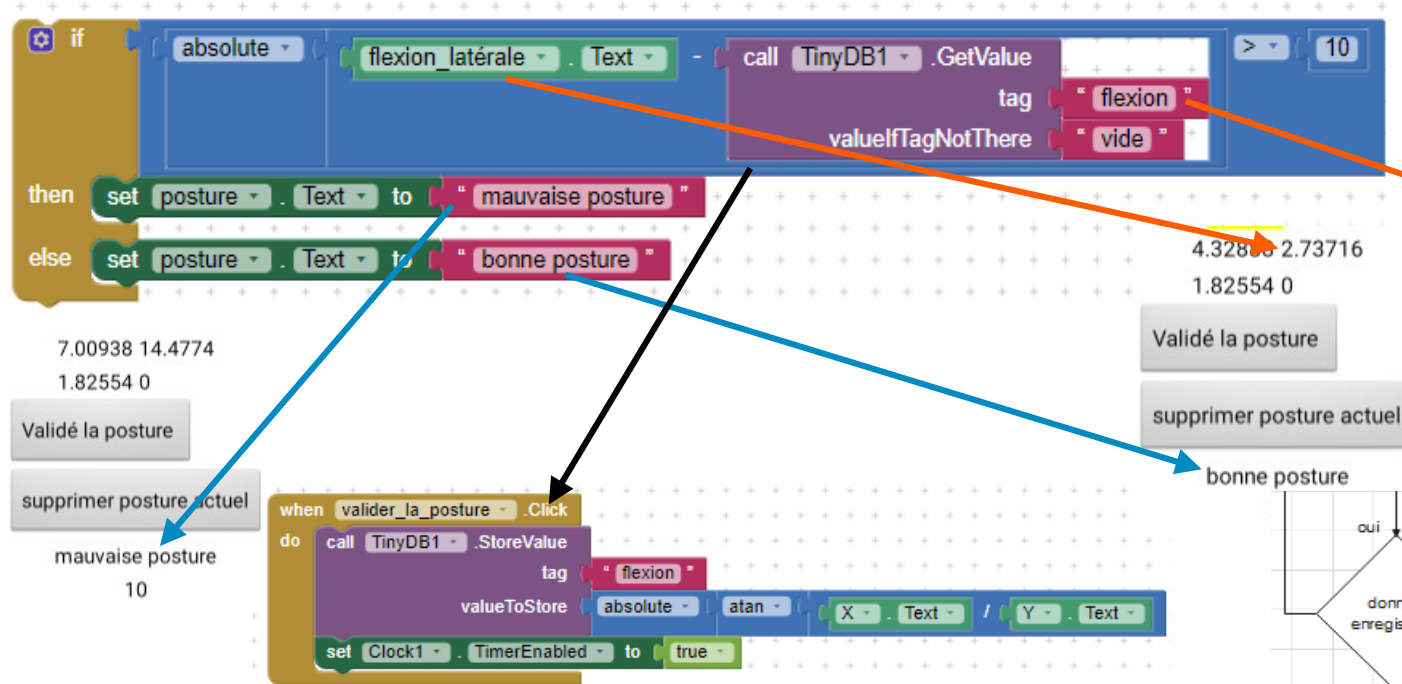 if absolute flexion_latérale . Text - call TinyDB1 .GetValue > 10
tag " flexion "
valueIfTagNotThere " vide "
then set posture . Text to " mauvaise posture "
else set posture . Text to " bonne posture "
7.00938 14.4774
1.82554 0
Validé la posture
supprimer posture actuel
mauvaise posture
10
when valider_la_posture .Click
do call TinyDB1 .StoreValue
tag " flexion "
valueToStore absolute atan X . Text / Y . Text
set Clock1 . TimerEnabled to true
2.73716
1.82554 0
Validé la posture
supprimer posture actuel
bonne posture
oui